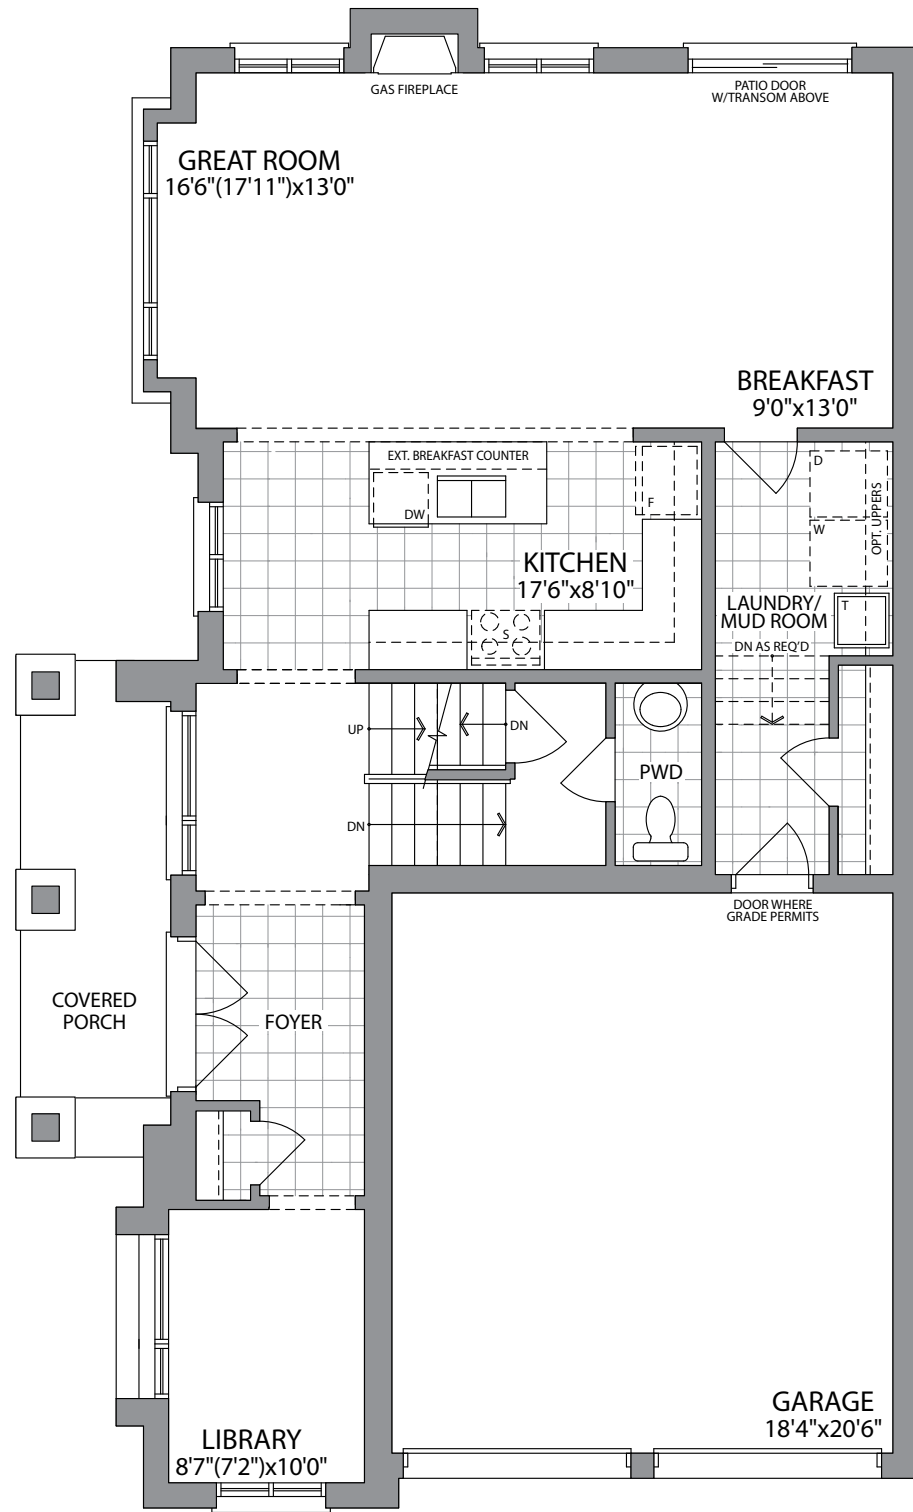 GAS FIREPLACE
PATIO DOOR
W/TRANSOM ABOVE
GREAT ROOM
16'6"(17'11")x13'0"
BREAKFAST
9'0"x13'0"
EXT. BREAKFAST COUNTER
DW
F
KITCHEN
17'6"x8'10"
S
D
W
OPT. UPPERS
T
LAUNDRY/
MUD ROOM
DN AS REQ'D
UP
DN
DN
PWD
DOOR WHERE
GRADE PERMITS
COVERED
PORCH
FOYER
LIBRARY
8'7"(7'2")x10'0"
GARAGE
18'4"x20'6"